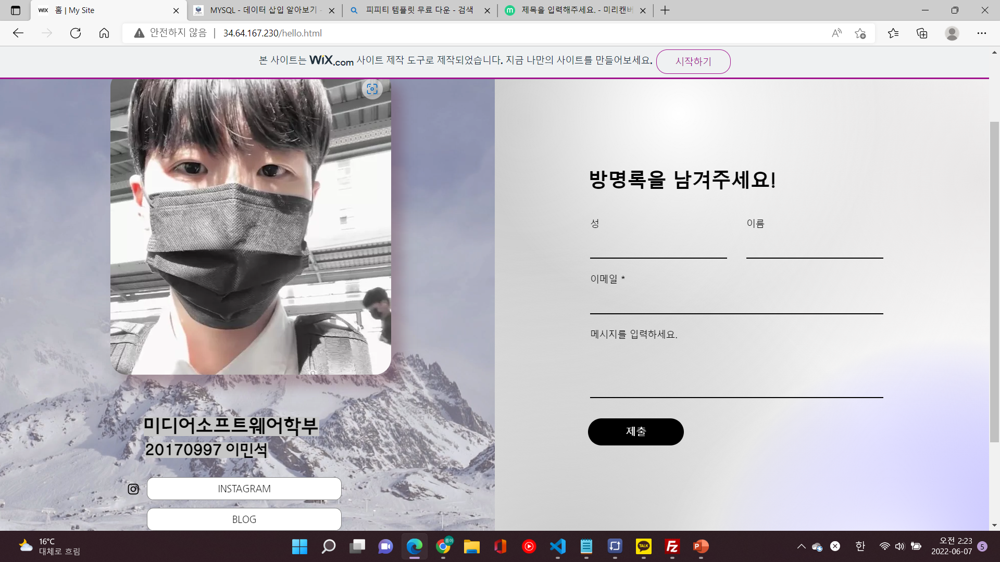 WIX 홈 | My Site
MYSQL - 데이터 삽입 알아보기 -
피피티 템플릿 무료 다운 - 검색
m 제목을 입력해주세요. - 미리캔버
안전하지 않음 | 34.64.167.230/hello.html
본 사이트는 WIX.com 사이트 제작 도구로 제작되었습니다. 지금 나만의 사이트를 만들어보세요. 시작하기
미디어소프트웨어학부
20170997 이민석
INSTAGRAM
BLOG
방명록을 남겨주세요!
성 이름
이메일 *
메시지를 입력하세요.
제출
16°C
대체로 흐림
롬이
TALK
Fz
P
한
오전 2:23
2022-06-07
5